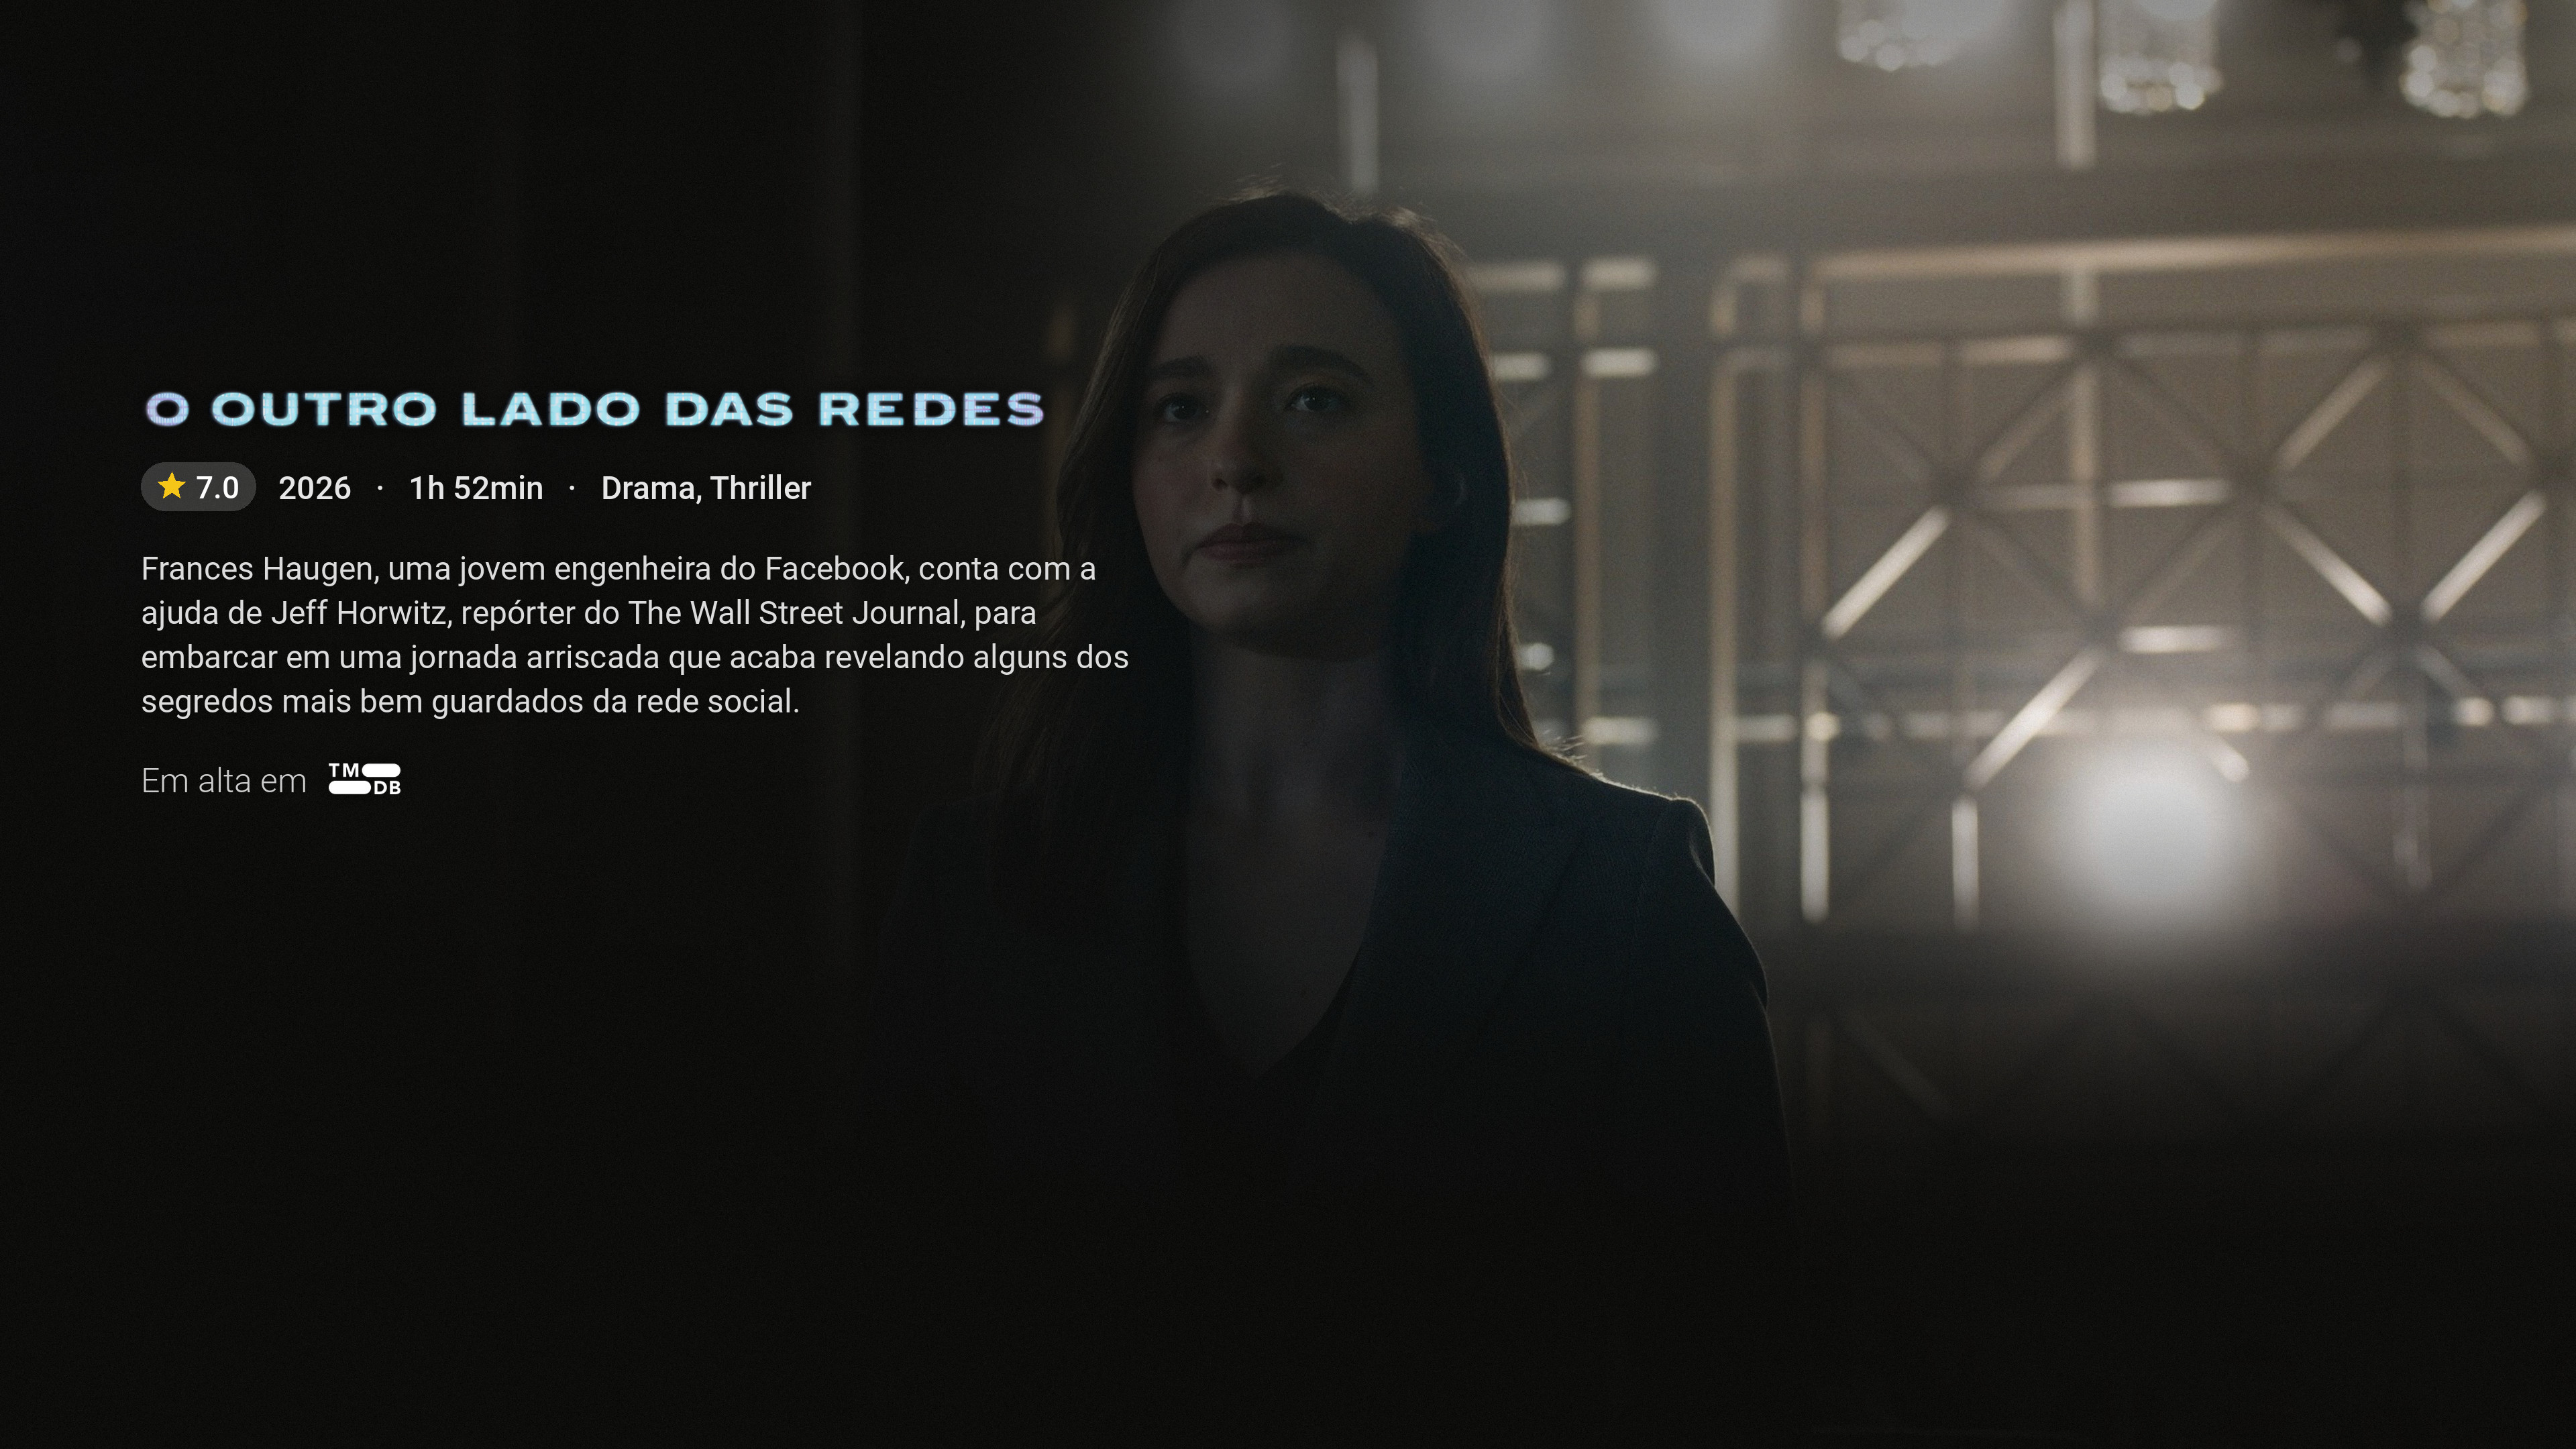 O OUTRO LADO DAS REDES
7.0 2026 · 1h 52min · Drama, Thriller
Frances Haugen, uma jovem engenheira do Facebook, conta com a
ajuda de Jeff Horwitz, repórter do The Wall Street Journal, para
embarcar em uma jornada arriscada que acaba revelando alguns dos
segredos mais bem guardados da rede social.
Em alta em TMDB